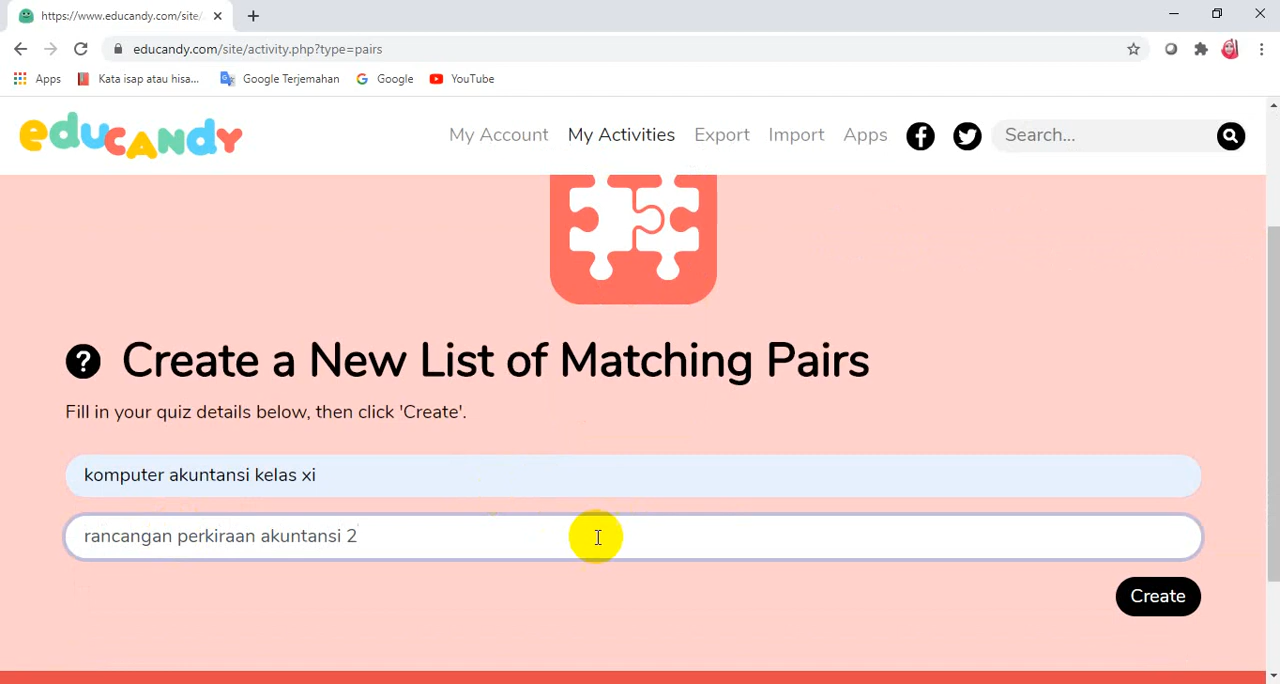 https://www.educandy.com/site/
educandy.com/site/activity.php?type=pairs
Apps Kata isap atau hisa... Google Terjemahan Google YouTube
eduCANDY My Account My Activities Export Import Apps Search...
? Create a New List of Matching Pairs
Fill in your quiz details below, then click 'Create'.
komputer akuntansi kelas xi
rancangan perkiraan akuntansi 2
Create